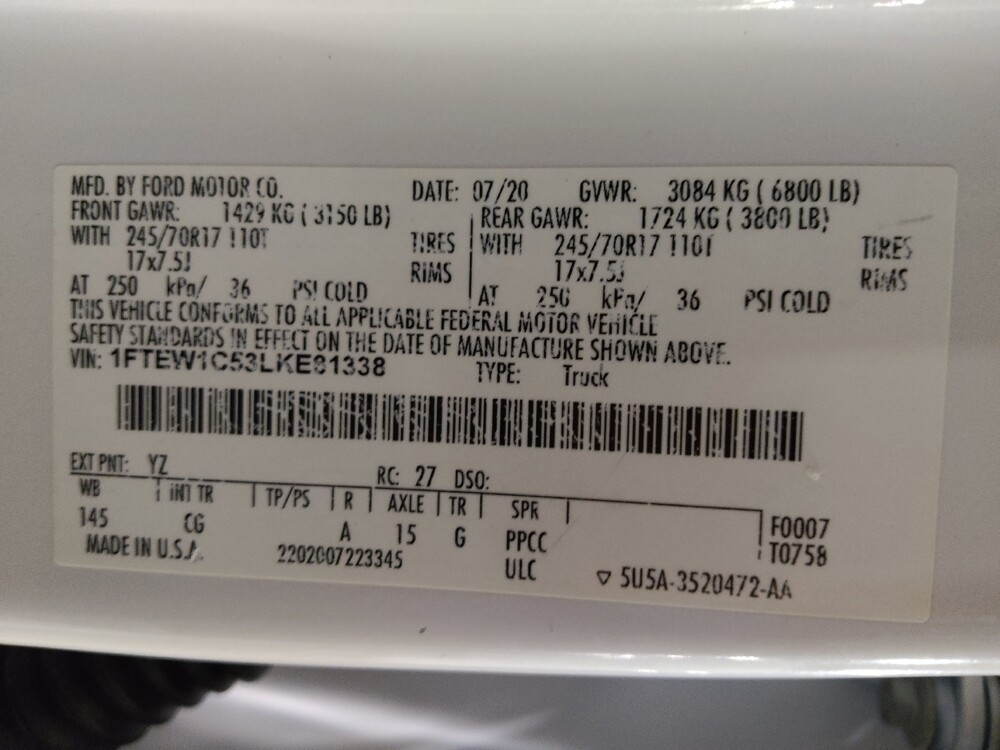 MFD. BY FORD MOTOR CO. DATE: 07/20 GVWR: 3084 KG ( 6800 LB)
FRONT GAWR: 1429 KG ( 3150 LB) REAR GAWR: 1724 KG ( 3800 LB)
WITH 245/70R17 110T TIRES WITH 245/70R17 110T TIRES
17x7.5J RIMS 17x7.5J RIMS
AT 250 kPa/ 36 PSI COLD AT 250 kPa/ 36 PSI COLD
THIS VEHICLE CONFORMS TO ALL APPLICABLE FEDERAL MOTOR VEHICLE
SAFETY STANDARDS IN EFFECT ON THE DATE OF MANUFACTURE SHOWN ABOVE.
VIN: 1FTEW1C53LKE81338 TYPE: Truck
EXT PNT: YZ RC: 27 DSO:
WB INT TR TP/PS R AXLE TR SPR F0007
145 CG A 15 G PPCC T0758
MADE IN U.S.A. 2202007223345 ULC ▽ 5U5A-3520472-AA